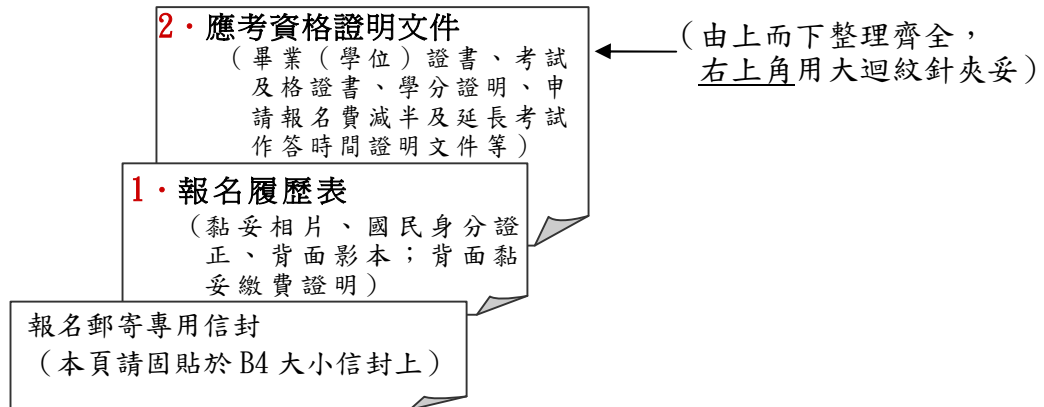 2．應考資格證明文件
（畢業（學位）證書、考試
及格證書、學分證明、申
請報名費減半及延長考試
作答時間證明文件等）
（由上而下整理齊全，
右上角用大迴紋針夾妥）
1．報名履歷表
（黏妥相片、國民身分證
正、背面影本；背面黏
妥繳費證明）
報名郵寄專用信封
（本頁請固貼於 B4 大小信封上）